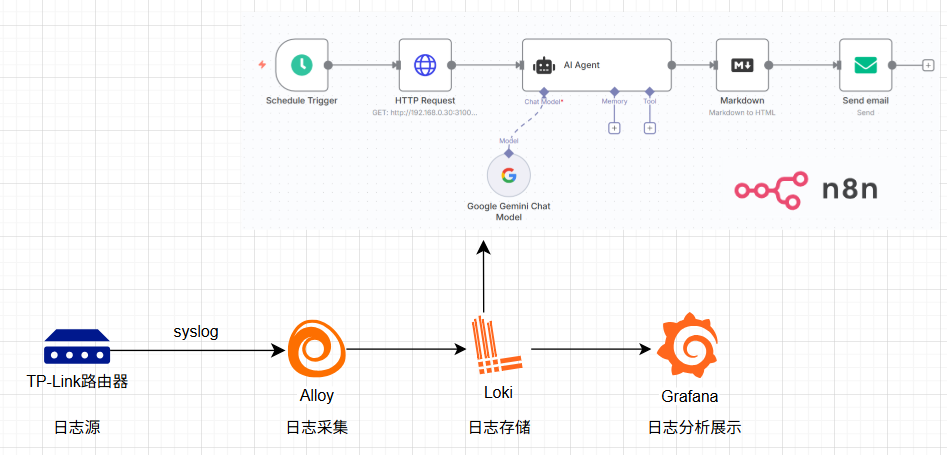 Schedule Trigger
HTTP Request
GET: http://192.168.0.30:3100...
AI Agent
Chat Model*
Memory
Tool
Markdown
Markdown to HTML
Send email
Send
Model
Google Gemini Chat
Model
n8n
syslog
TP-Link路由器
Alloy
Loki
Grafana
日志源
日志采集
日志存储
日志分析展示